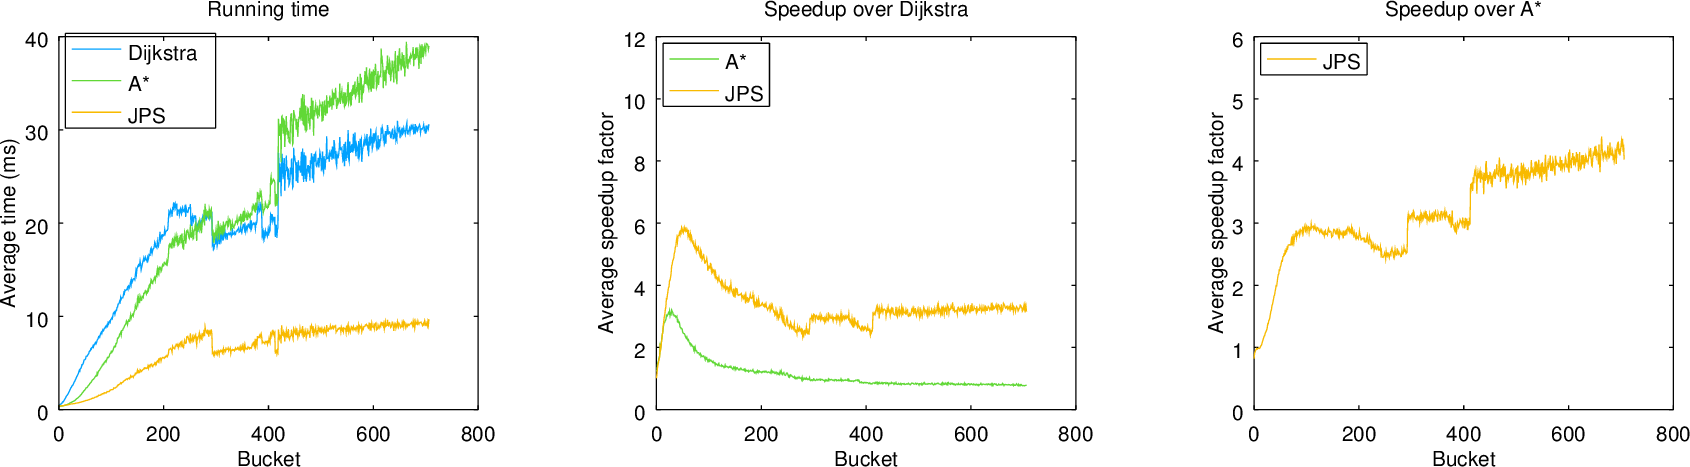 Running time
Dijkstra
A*
JPS
Average time (ms)
40
30
20
10
0
0 200 400 600 800
Bucket
Speedup over Dijkstra
A*
JPS
Average speedup factor
12
10
8
6
4
2
0
0 200 400 600 800
Bucket
Speedup over A*
JPS
Average speedup factor
6
5
4
3
2
1
0
0 200 400 600 800
Bucket